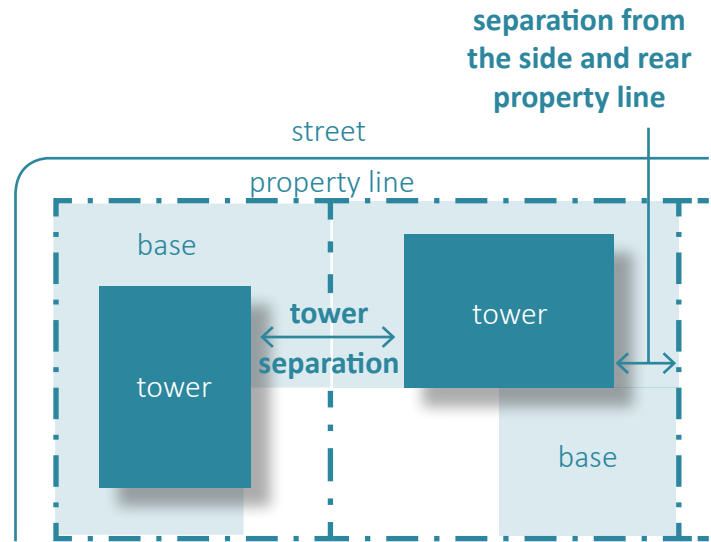 separation from
the side and rear
property line
street
property line
base
tower
tower
separation
tower
base